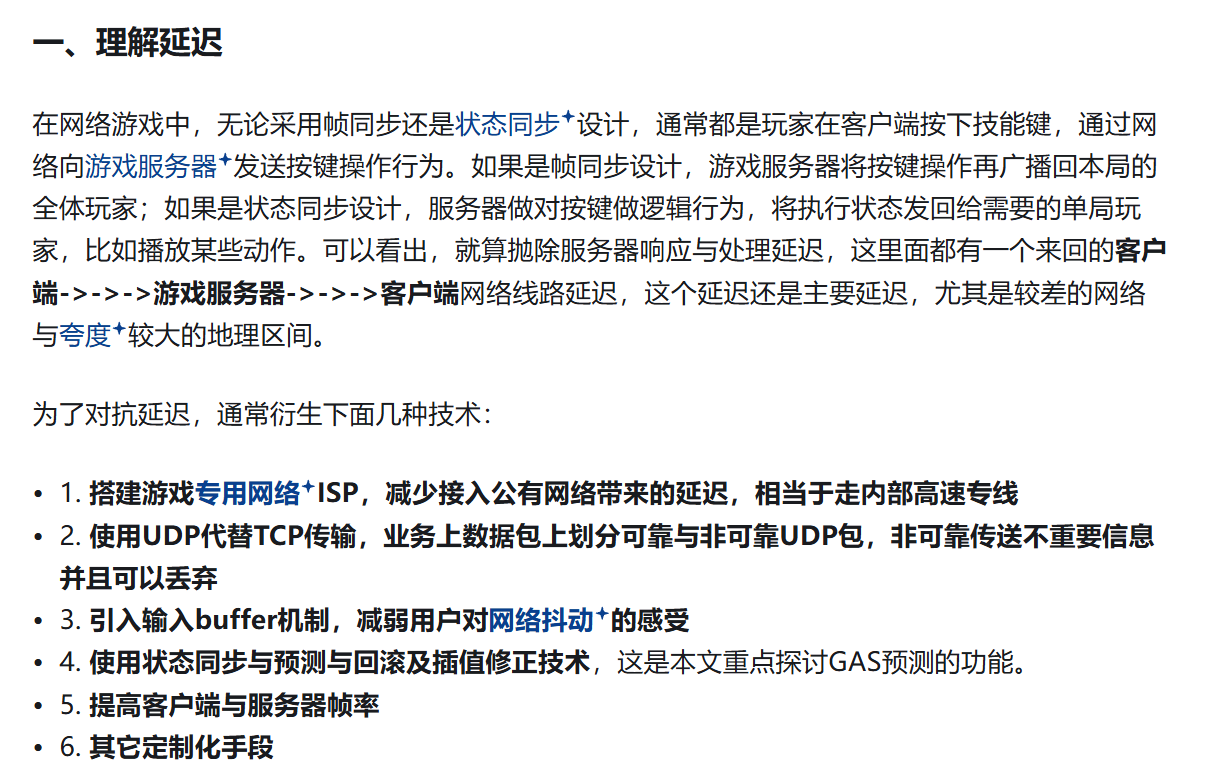 一、理解延迟
在网络游戏中，无论采用帧同步还是状态同步设计，通常都是玩家在客户端按下技能键，通过网
络向游戏服务器发送按键操作行为。如果是帧同步设计，游戏服务器将按键操作再广播回本局的
全体玩家；如果是状态同步设计，服务器做对按键做逻辑行为，将执行状态发回给需要的单局玩
家，比如播放某些动作。可以看出，就算抛除服务器响应与处理延迟，这里面都有一个来回的客户
端->->->游戏服务器->->->客户端网络线路延迟，这个延迟还是主要延迟，尤其是较差的网络
与夸度较大的地理区间。
为了对抗延迟，通常衍生下面几种技术：
• 1. 搭建游戏专用网络ISP，减少接入公有网络带来的延迟，相当于走内部高速专线
• 2. 使用UDP代替TCP传输，业务上数据包上划分可靠与非可靠UDP包，非可靠传送不重要信息
并且可以丢弃
• 3. 引入输入buffer机制，减弱用户对网络抖动的感受
• 4. 使用状态同步与预测与回滚及插值修正技术，这是本文重点探讨GAS预测的功能。
• 5. 提高客户端与服务器帧率
• 6. 其它定制化手段